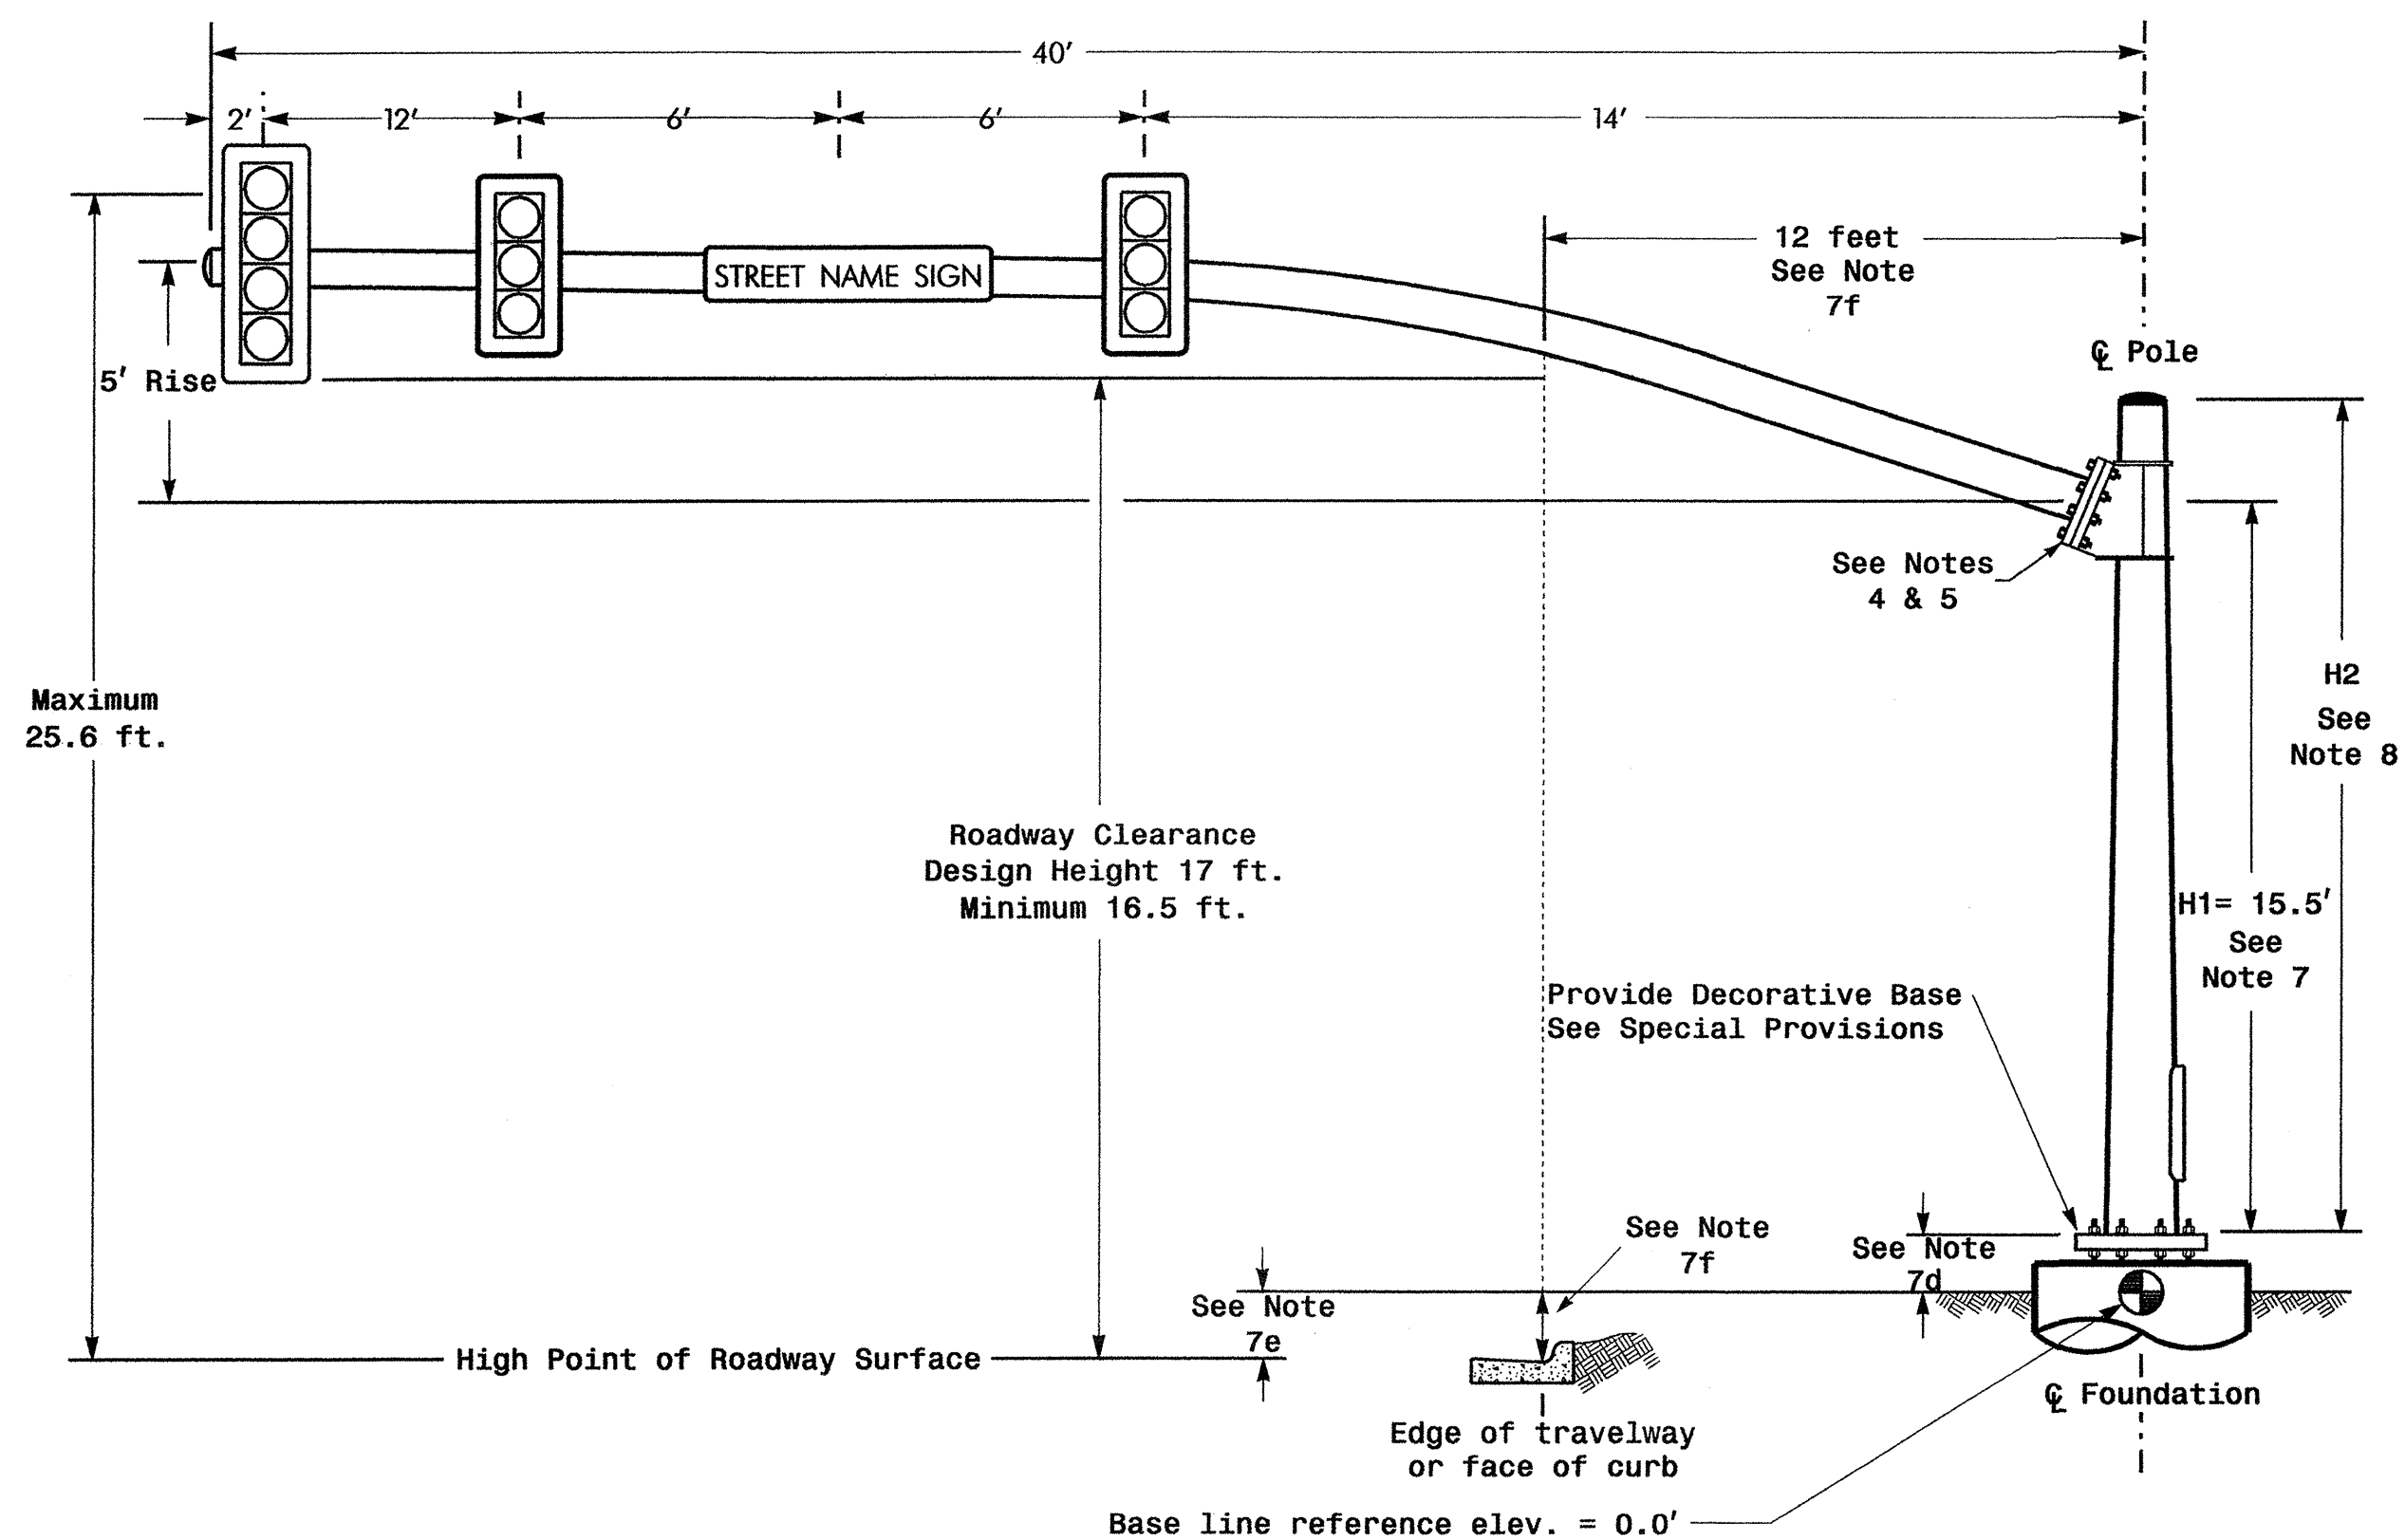 40'
2'
12'
6'
6'
14'
12 feet
See Note
7f
STREET NAME SIGN
℄ Pole
5' Rise
See Notes
4 & 5
H2
See
Note 8
Maximum
25.6 ft.
Roadway Clearance
Design Height 17 ft.
Minimum 16.5 ft.
H1= 15.5'
See
Note 7
Provide Decorative Base
See Special Provisions
See Note
7f
See Note
7d
See Note
7e
High Point of Roadway Surface
℄ Foundation
Edge of travelway
or face of curb
Base line reference elev. = 0.0'